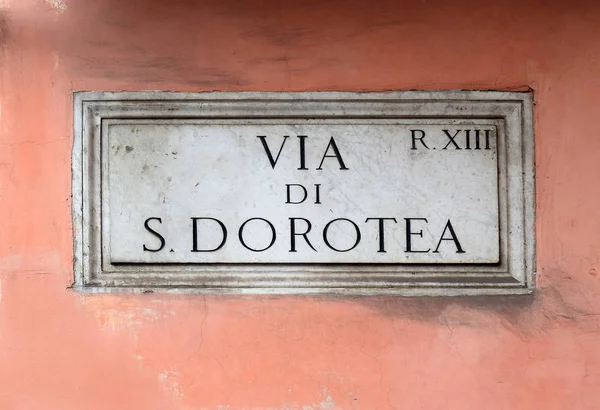 R. XIII
VIA
DI
S. DOROTEA